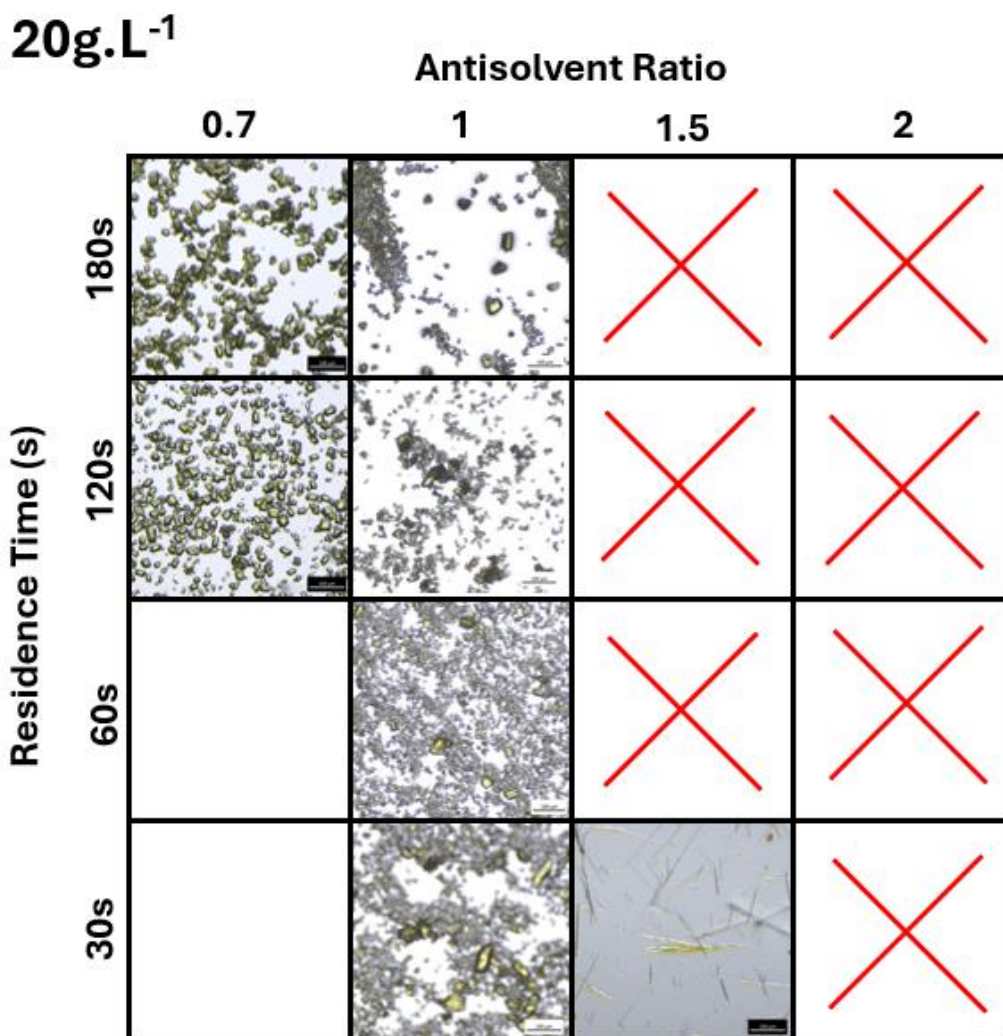 20g.L⁻¹
Antisolvent Ratio
0.7 1 1.5 2
Residence Time (s)
180s
120s
60s
30s